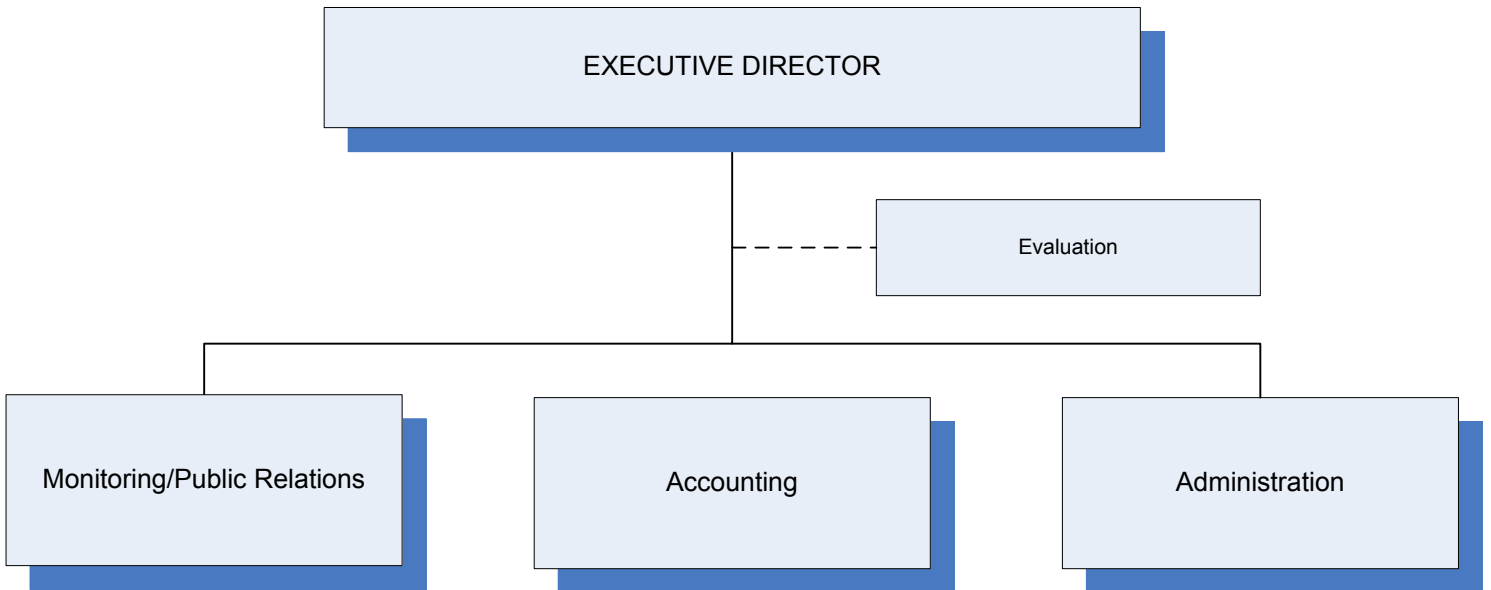 EXECUTIVE DIRECTOR
Evaluation
Monitoring/Public Relations
Accounting
Administration